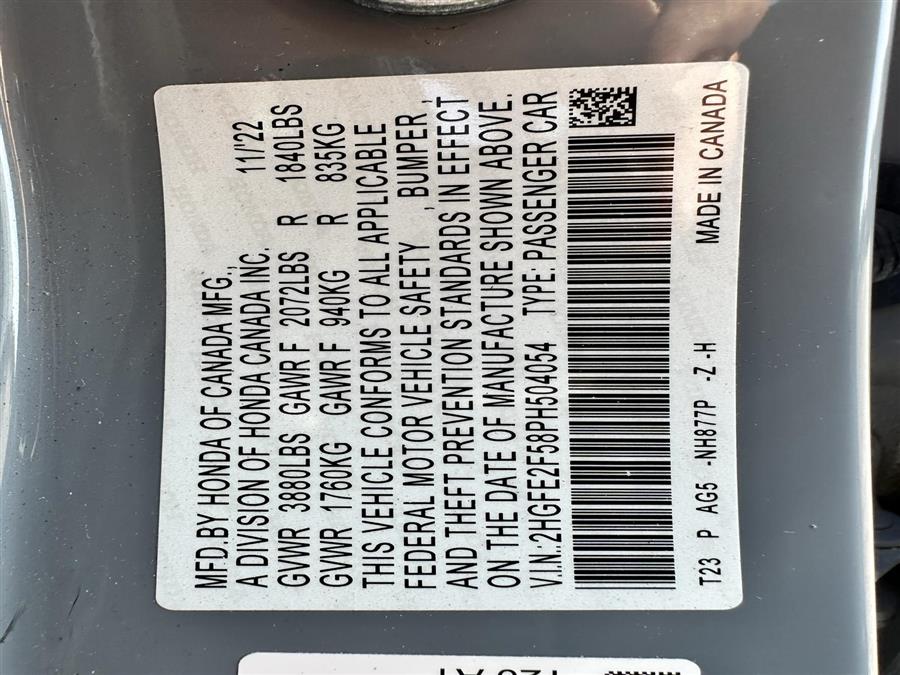 MFD.BY HONDA OF CANADA MFG.,
A DIVISION OF HONDA CANADA INC. 11/'22
GVWR 3880LBS GAWR F 2072LBS R 1840LBS
GVWR 1760KG GAWR F 940KG R 835KG
THIS VEHICLE CONFORMS TO ALL APPLICABLE
FEDERAL MOTOR VEHICLE SAFETY , BUMPER ,
AND THEFT PREVENTION STANDARDS IN EFFECT
ON THE DATE OF MANUFACTURE SHOWN ABOVE.
V.I.N.:2HGFE2F58PH504054 TYPE: PASSENGER CAR
T23 P AG5 -NH877P -Z -H MADE IN CANADA